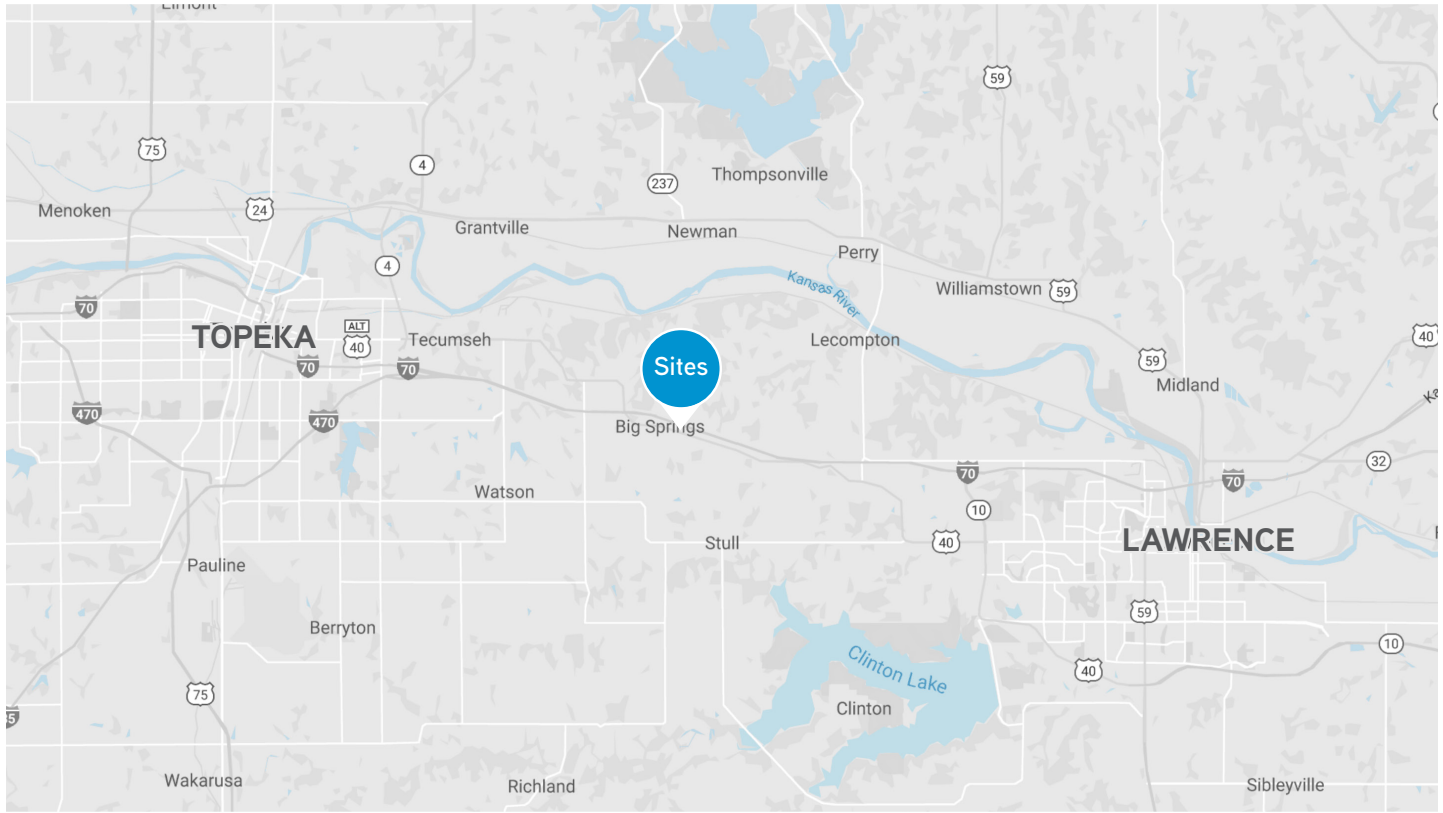 Elmont
59
75
4
Thompsonville
237
Menoken
24
Grantville
Newman
Perry
4
Kansas River
Williamstown
59
70
TOPEKA
ALT
40
Tecumseh
Lecompton
40
70
70
Sites
59
Midland
470
470
Big Springs
32
70
70
Watson
10
Stull
40
LAWRENCE
Pauline
59
Berryton
10
Clinton Lake
40
75
Clinton
Wakarusa
Richland
Sibleyville